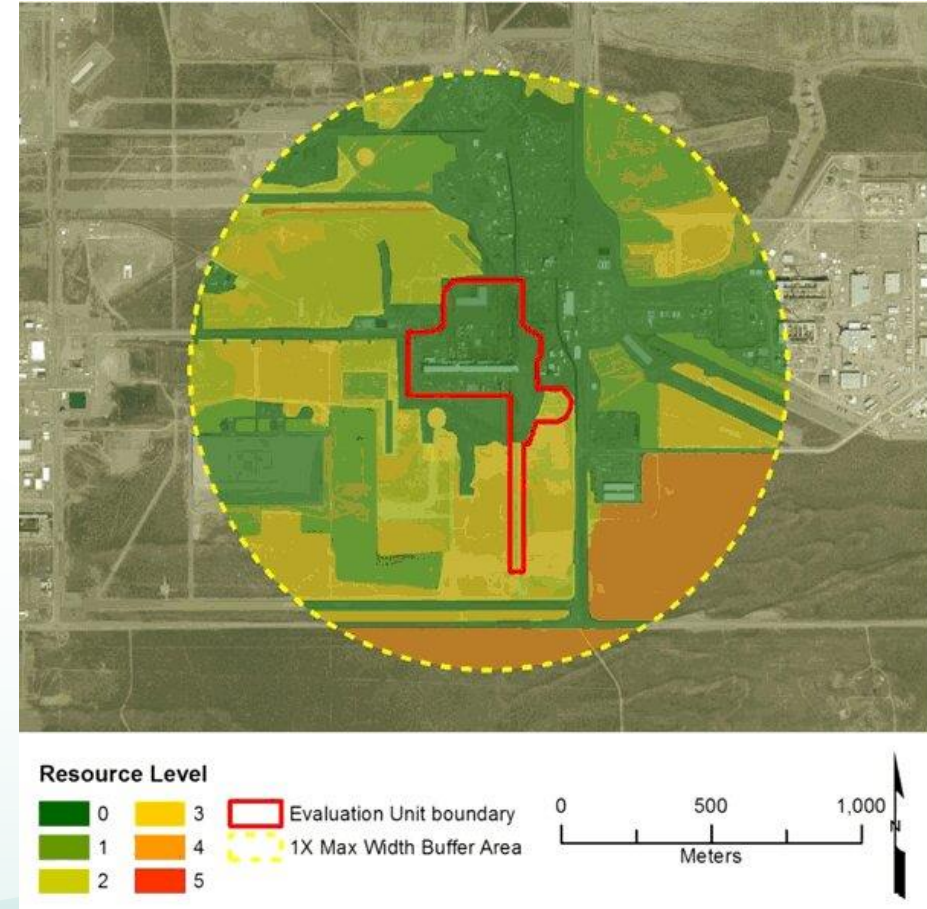 Resource Level
0 3
1 4
2 5
Evaluation Unit boundary
1X Max Width Buffer Area
0 500 1,000
Meters
N